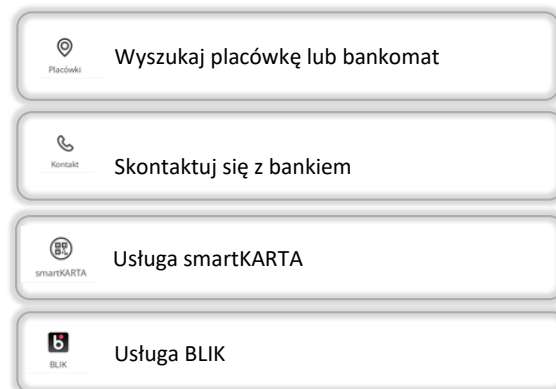 Placówki
Wyszukaj placówkę lub bankomat
Kontakt
Skontaktuj się z bankiem
smartKARTA
Usługa smartKARTA
BLIK
Usługa BLIK